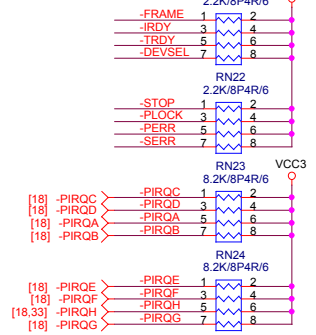 2.2K/8P4R/6
-FRAME 1 2
-IRDY 3 4
-TRDY 5 6
-DEVSEL 7 8
RN22
2.2K/8P4R/6
-STOP 1 2
-PLOCK 3 4
-PERR 5 6
-SERR 7 8
RN23 VCC3
8.2K/8P4R/6
[18] -PIRQC -PIRQC 1 2
[18] -PIRQD -PIRQD 3 4
[18] -PIRQA -PIRQA 5 6
[18] -PIRQB -PIRQB 7 8
RN24
8.2K/8P4R/6
[18] -PIRQE -PIRQE 1 2
[18] -PIRQF -PIRQF 3 4
[18,33] -PIRQH -PIRQH 5 6
[18] -PIRQG -PIRQG 7 8